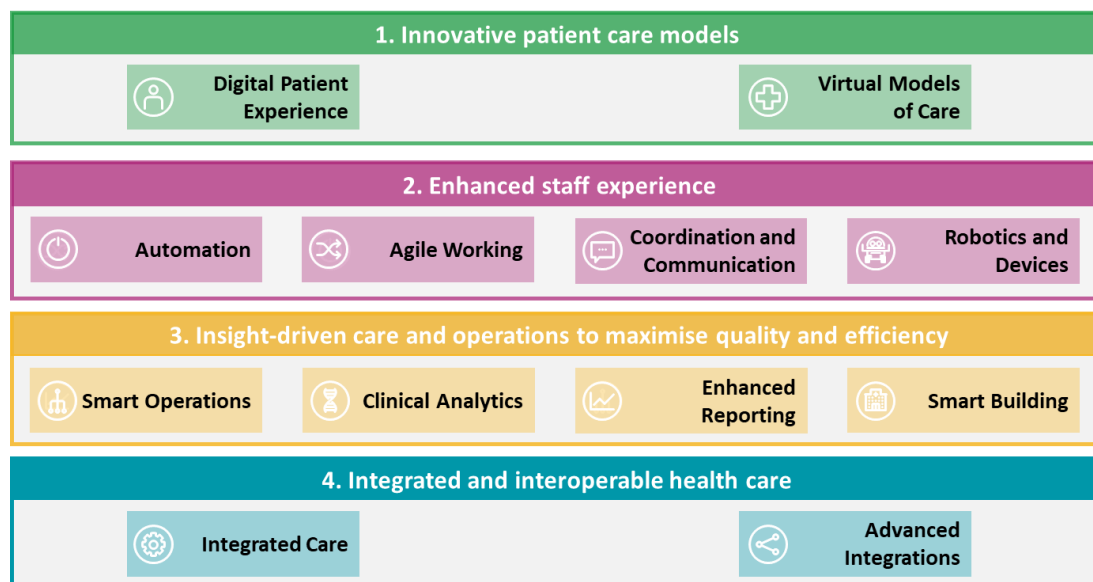 1. Innovative patient care models
Digital Patient
Experience
Virtual Models
of Care
2. Enhanced staff experience
Automation
Agile Working
Coordination and
Communication
Robotics and
Devices
3. Insight-driven care and operations to maximise quality and efficiency
Smart Operations
Clinical Analytics
Enhanced
Reporting
Smart Building
4. Integrated and interoperable health care
Integrated Care
Advanced
Integrations